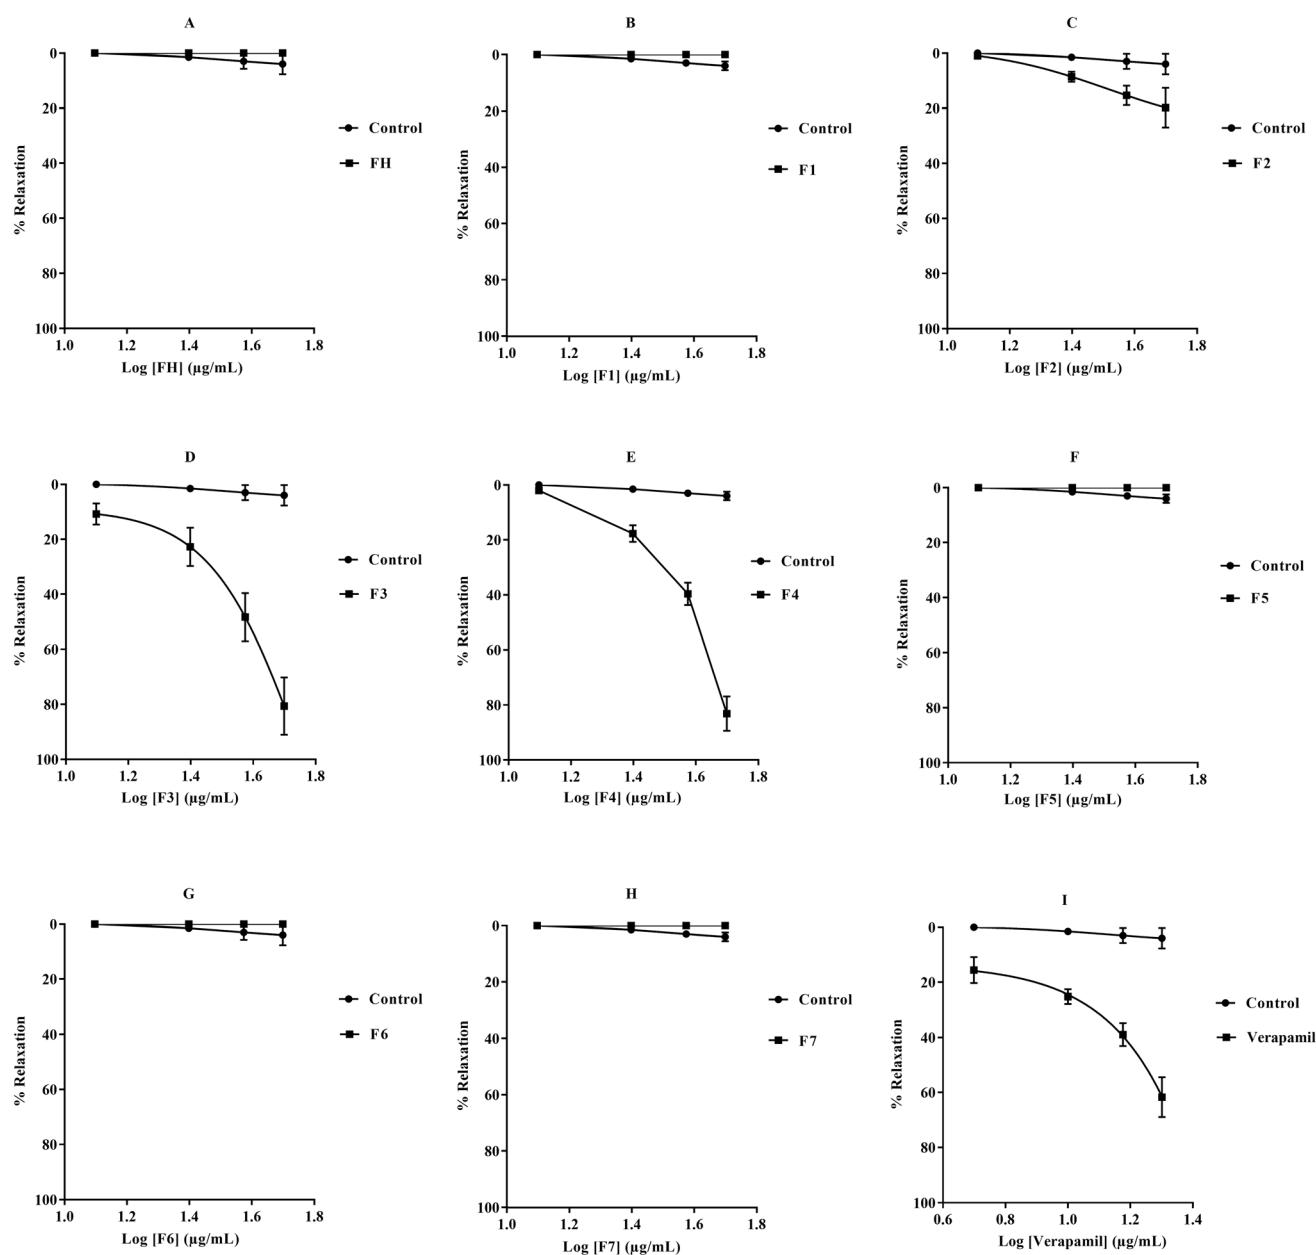 A
0
20
40
60
80
100
% Relaxation
1.0 1.2 1.4 1.6 1.8
Log [FH] (µg/mL)
Control
FH
B
0
20
40
60
80
100
% Relaxation
1.0 1.2 1.4 1.6 1.8
Log [F1] (µg/mL)
Control
F1
C
0
20
40
60
80
100
% Relaxation
1.0 1.2 1.4 1.6 1.8
Log [F2] (µg/mL)
Control
F2
D
0
20
40
60
80
100
% Relaxation
1.0 1.2 1.4 1.6 1.8
Log [F3] (µg/mL)
Control
F3
E
0
20
40
60
80
100
% Relaxation
1.0 1.2 1.4 1.6 1.8
Log [F4] (µg/mL)
Control
F4
F
0
20
40
60
80
100
% Relaxation
1.0 1.2 1.4 1.6 1.8
Log [F5] (µg/mL)
Control
F5
G
0
20
40
60
80
100
% Relaxation
1.0 1.2 1.4 1.6 1.8
Log [F6] (µg/mL)
Control
F6
H
0
20
40
60
80
100
% Relaxation
1.0 1.2 1.4 1.6 1.8
Log [F7] (µg/mL)
Control
F7
I
0
20
40
60
80
100
% Relaxation
0.6 0.8 1.0 1.2 1.4
Log [Verapamil] (µg/mL)
Control
Verapamil